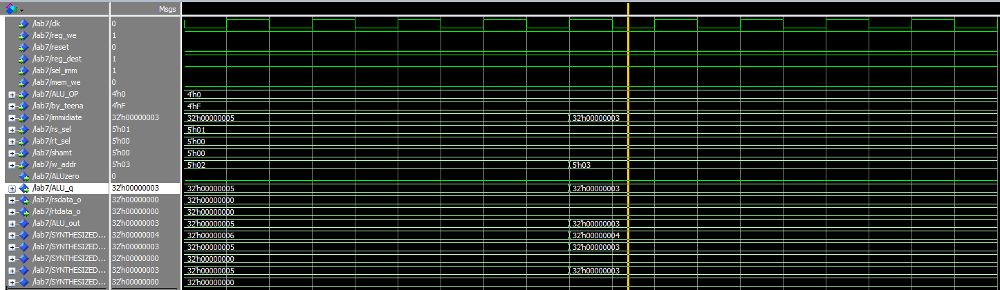 Msgs
/lab7/clk 0
/lab7/reg_we 1
/lab7/reset 0
/lab7/reg_dest 1
/lab7/sel_imm 1
/lab7/mem_we 0
/lab7/ALU_OP 4'h0 4'h0
/lab7/by_teena 4'hF 4'hF
/lab7/immidiate 32'h00000003 32'h00000005 32'h00000003
/lab7/rs_sel 5'h01 5'h01
/lab7/rt_sel 5'h00 5'h00
/lab7/shamt 5'h00 5'h00
/lab7/w_addr 5'h03 5'h02 5'h03
/lab7/ALUzero 0
/lab7/ALU_q 32'h00000003 32'h00000005 32'h00000003
/lab7/rsdata_o 32'h00000000 32'h00000000
/lab7/rtdata_o 32'h00000000 32'h00000000
/lab7/ALU_out 32'h00000003 32'h00000005 32'h00000003
/lab7/SYNTHESIZED... 32'h00000004 32'h00000006 32'h00000004
/lab7/SYNTHESIZED... 32'h00000003 32'h00000005 32'h00000003
/lab7/SYNTHESIZED... 32'h00000000 32'h00000000
/lab7/SYNTHESIZED... 32'h00000003 32'h00000005 32'h00000003
/lab7/SYNTHESIZED... 32'h00000000 32'h00000000